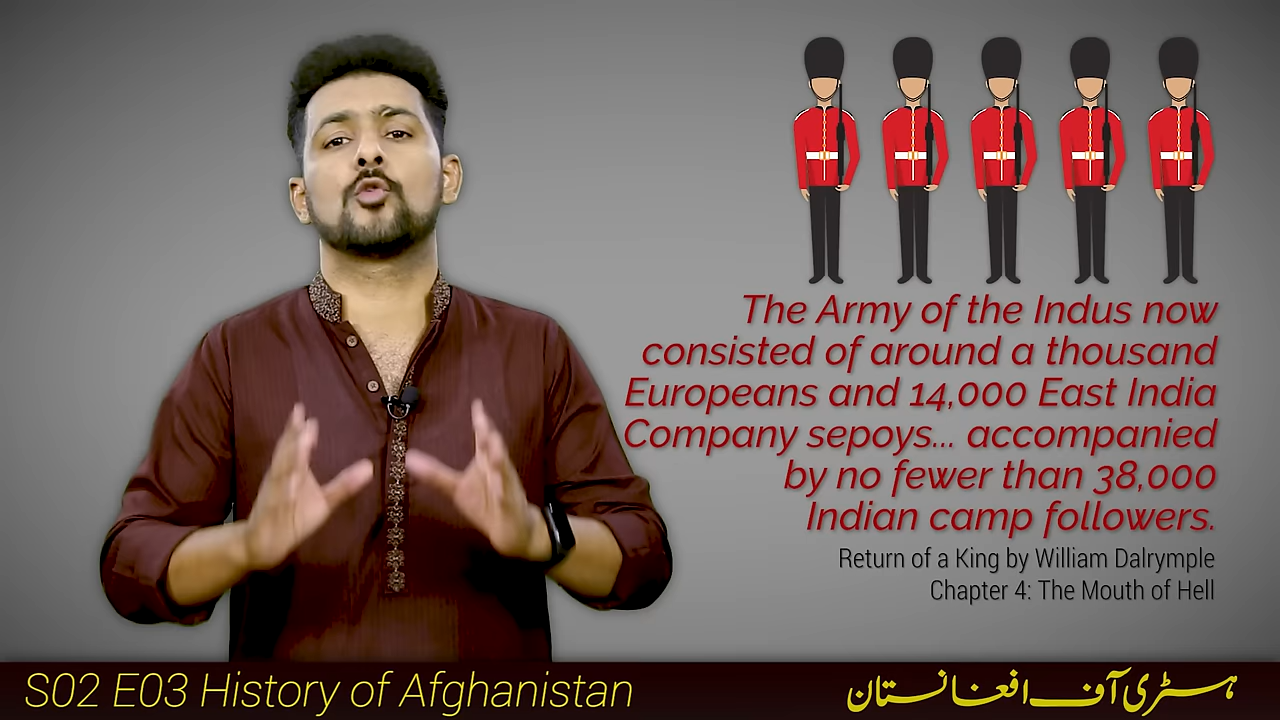 The Army of the Indus now
consisted of around a thousand
Europeans and 14,000 East India
Company sepoys... accompanied
by no fewer than 38,000
Indian camp followers.
Return of a King by William Dalrymple
Chapter 4: The Mouth of Hell
S02 E03 History of Afghanistan
ہسٹری آف افغانستان